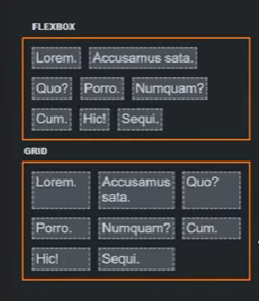 FLEXBOX
Lorem. Accusamus sata.
Quo? Porro. Numquam?
Cum. Hic! Sequi.
GRID
Lorem. Accusamus Quo?
sata.
Porro. Numquam? Cum.
Hic! Sequi.